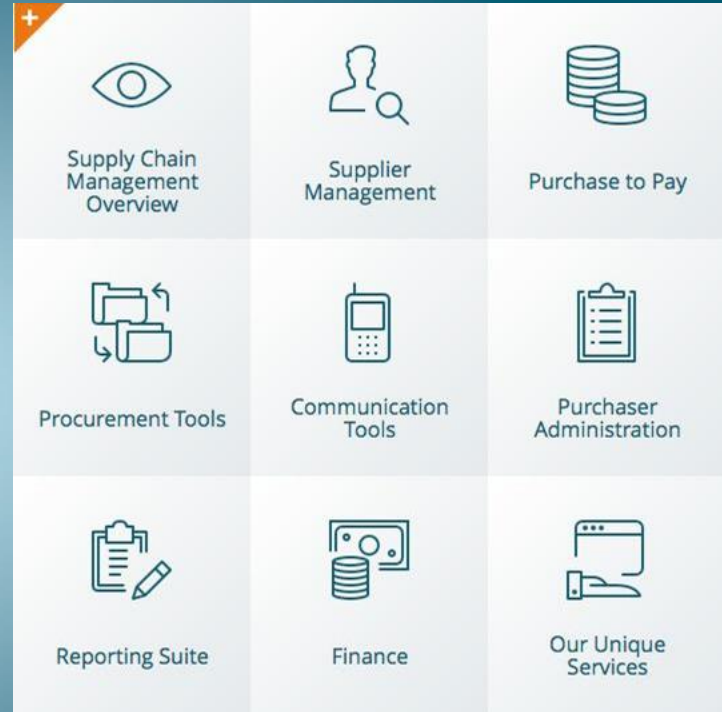 +
Supply Chain
Management
Overview
Supplier
Management
Purchase to Pay
Procurement Tools
Communication
Tools
Purchaser
Administration
Reporting Suite
Finance
Our Unique
Services